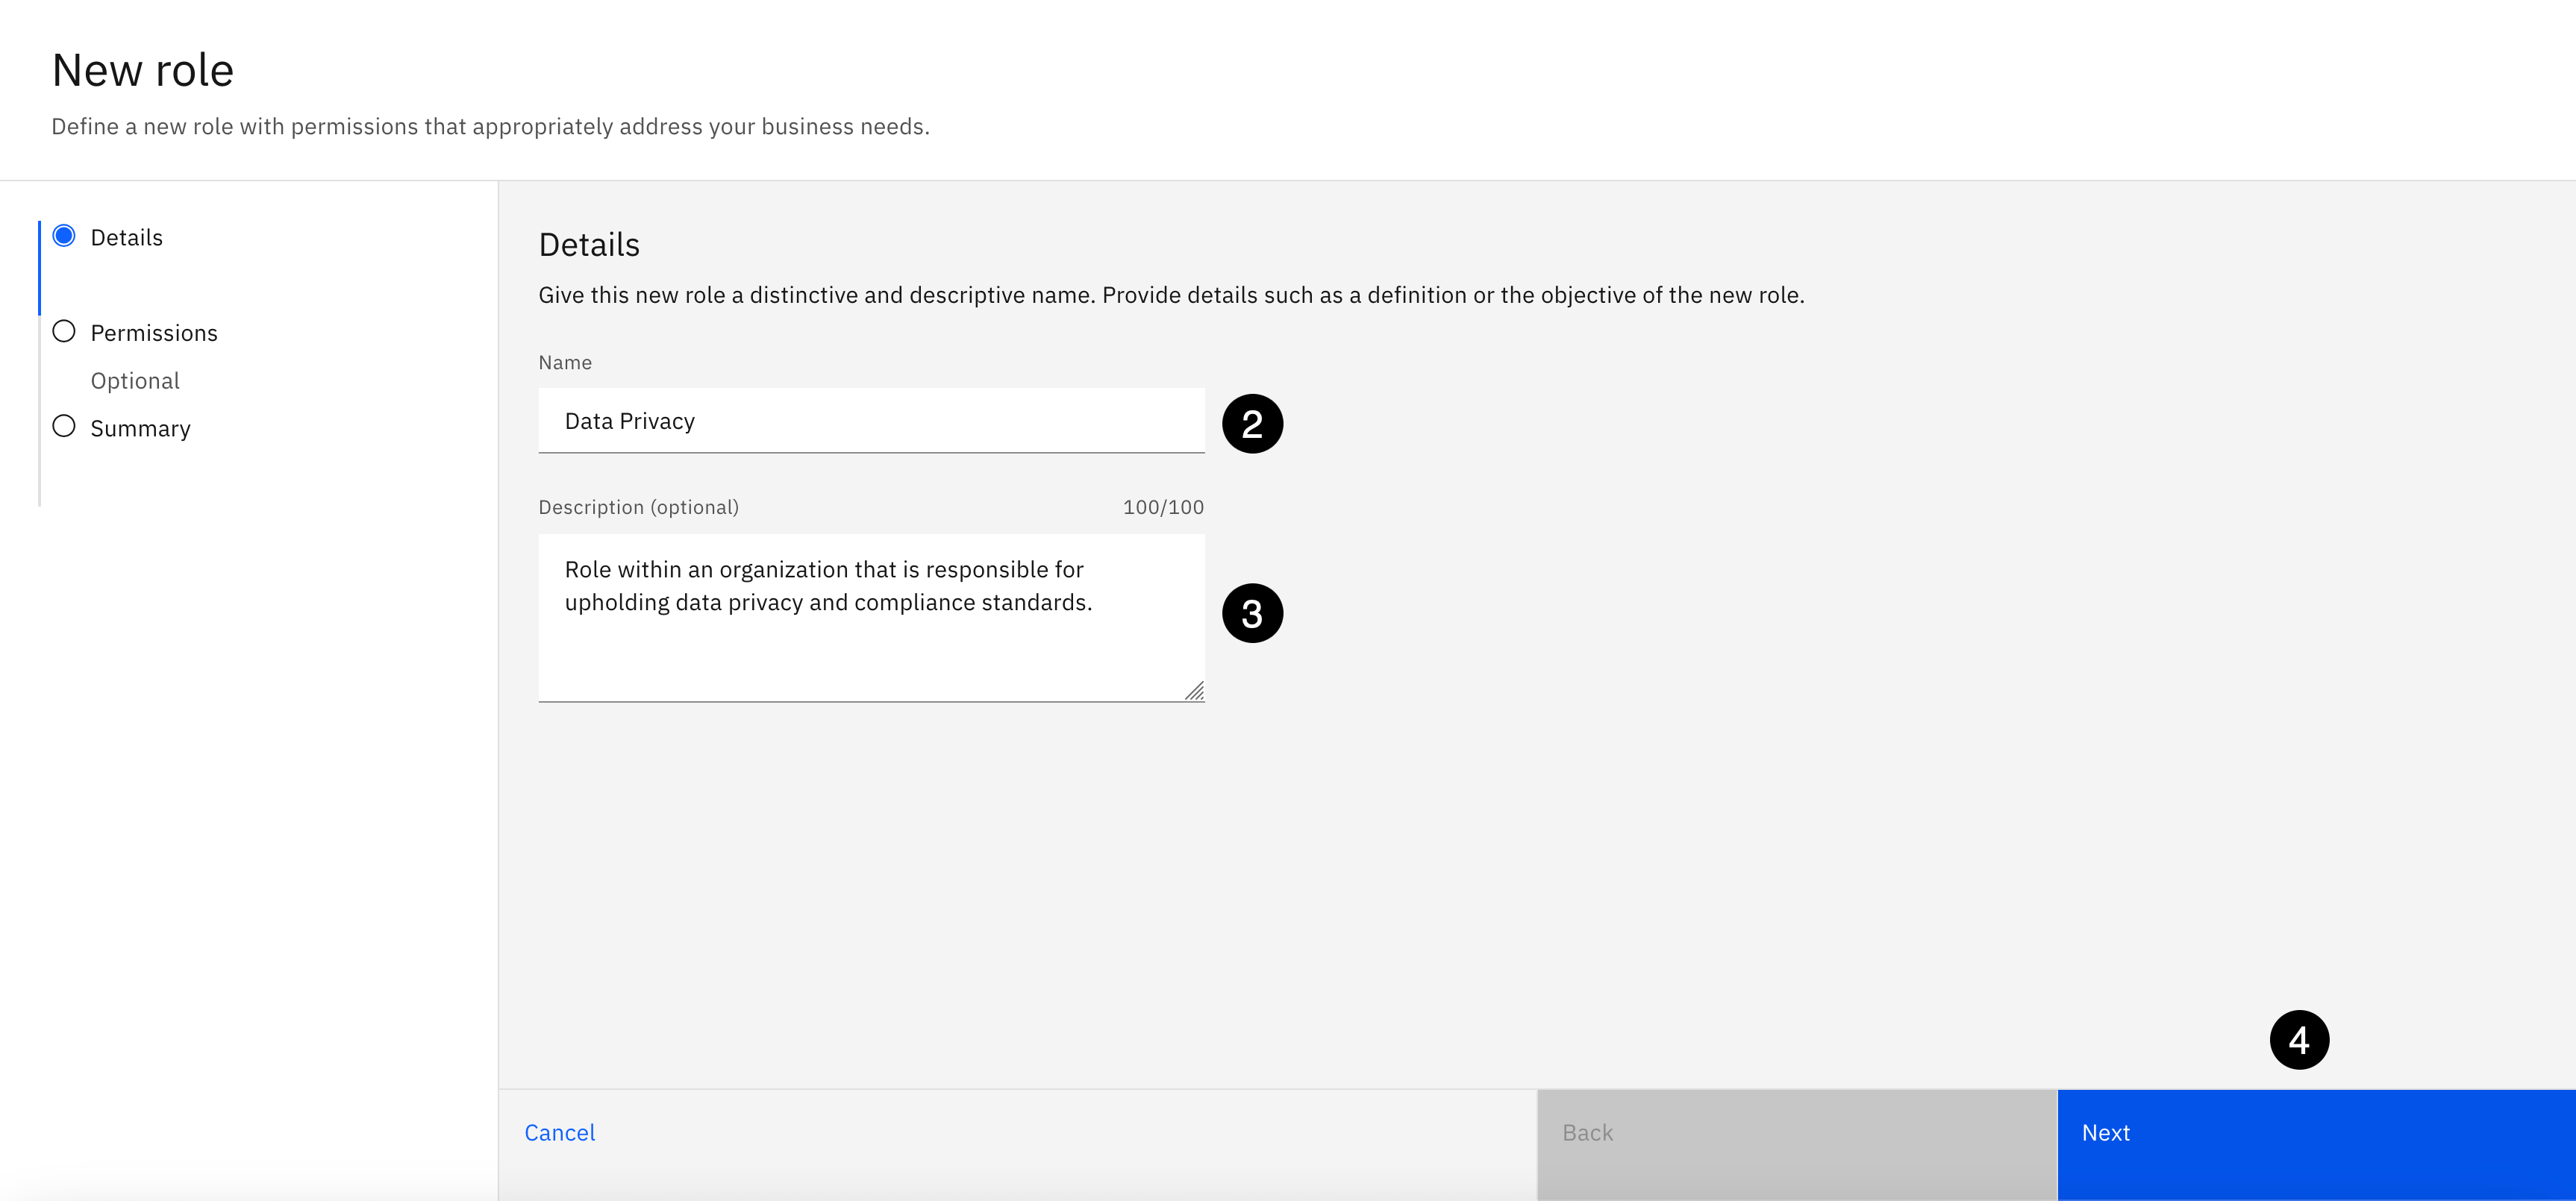 New role
Define a new role with permissions that appropriately address your business needs.
Details
Permissions
Optional
Summary
Details
Give this new role a distinctive and descriptive name. Provide details such as a definition or the objective of the new role.
Name
Data Privacy
2
Description (optional)
100/100
Role within an organization that is responsible for
upholding data privacy and compliance standards.
3
4
Cancel
Back
Next